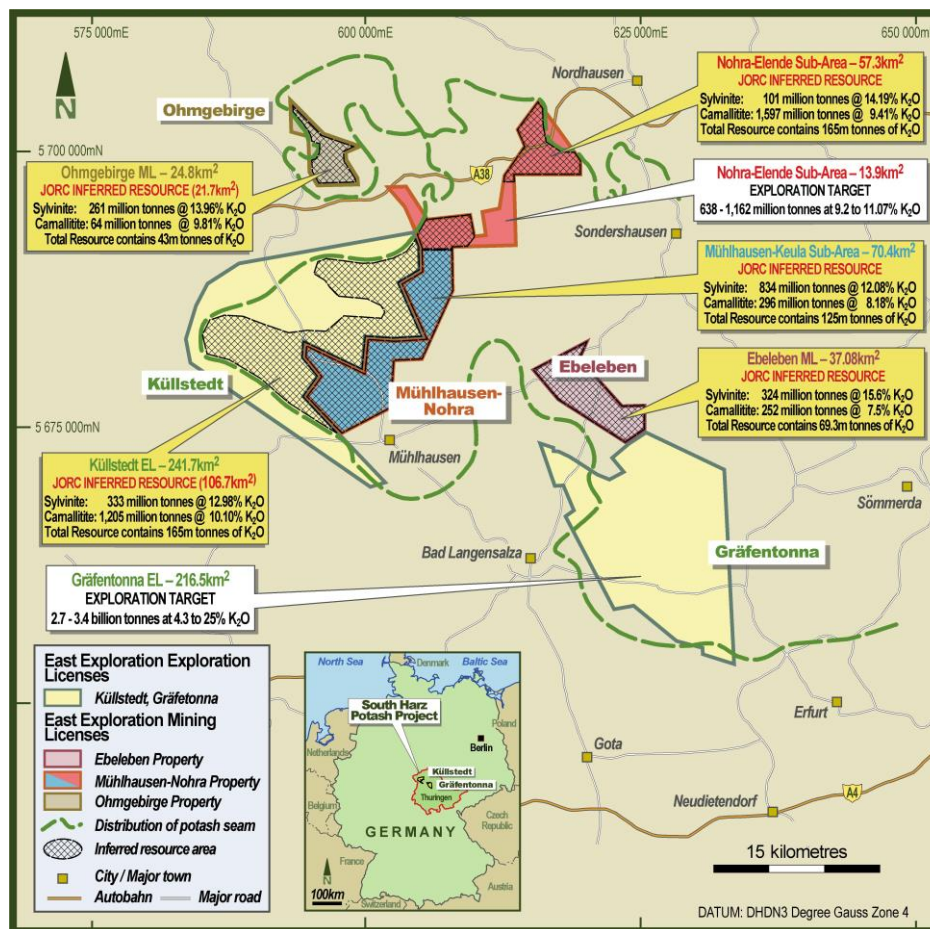 575 000mE
600 000mE
625 000mE
650 000mE
N
Nordhausen
Ohmgebirge
Nohra-Elende Sub-Area – 57.3km²
JORC INFERRED RESOURCE
Sylvinite: 101 million tonnes @ 14.19% K₂O
Carnallitite: 1,597 million tonnes @ 9.41% K₂O
Total Resource contains 165m tonnes of K₂O
5 700 000mN
A38
Ohmgebirge ML – 24.8km²
JORC INFERRED RESOURCE (21.7km²)
Sylvinite: 261 million tonnes @ 13.96% K₂O
Carnallitite: 64 million tonnes @ 9.81% K₂O
Total Resource contains 43m tonnes of K₂O
Nohra-Elende Sub-Area – 13.9km²
EXPLORATION TARGET
638 - 1,162 million tonnes at 9.2 to 11.07% K₂O
Sondershausen
Mühlhausen-Keula Sub-Area – 70.4km²
JORC INFERRED RESOURCE
Sylvinite: 834 million tonnes @ 12.08% K₂O
Carnallitite: 296 million tonnes @ 8.18% K₂O
Total Resource contains 125m tonnes of K₂O
Ebeleben
Ebeleben ML – 37.08km²
JORC INFERRED RESOURCE
Sylvinite: 324 million tonnes @ 15.6% K₂O
Carnallitite: 252 million tonnes @ 7.5% K₂O
Total Resource contains 69.3m tonnes of K₂O
Küllstedt
Mühlhausen-
Nohra
5 675 000mN
Mühlhausen
Küllstedt EL – 241.7km²
JORC INFERRED RESOURCE (106.7km²)
Sylvinite: 333 million tonnes @ 12.98% K₂O
Carnallitite: 1,205 million tonnes @ 10.10% K₂O
Total Resource contains 165m tonnes of K₂O
Sömmerda
Bad Langensalza
Gräfentonna
Gräfentonna EL – 216.5km²
EXPLORATION TARGET
2.7 - 3.4 billion tonnes at 4.3 to 25% K₂O
East Exploration Exploration
Licenses
Küllstedt, Gräfetonna
East Exploration Mining
Licenses
Ebeleben Property
Mühlhausen-Nohra Property
Ohmgebirge Property
Distribution of potash seam
Inferred resource area
City / Major town
Autobahn
Major road
North Sea
Denmark
Baltic Sea
South Harz
Potash Project
Poland
Berlin
Netherlands
Küllstedt
Gräfentonna
Thuringen
Belgium
GERMANY
Czech
Republic
France
N
100km
Austria
Switzerland
Erfurt
Gota
Neudietendorf
A4
15 kilometres
DATUM: DHDN3 Degree Gauss Zone 4